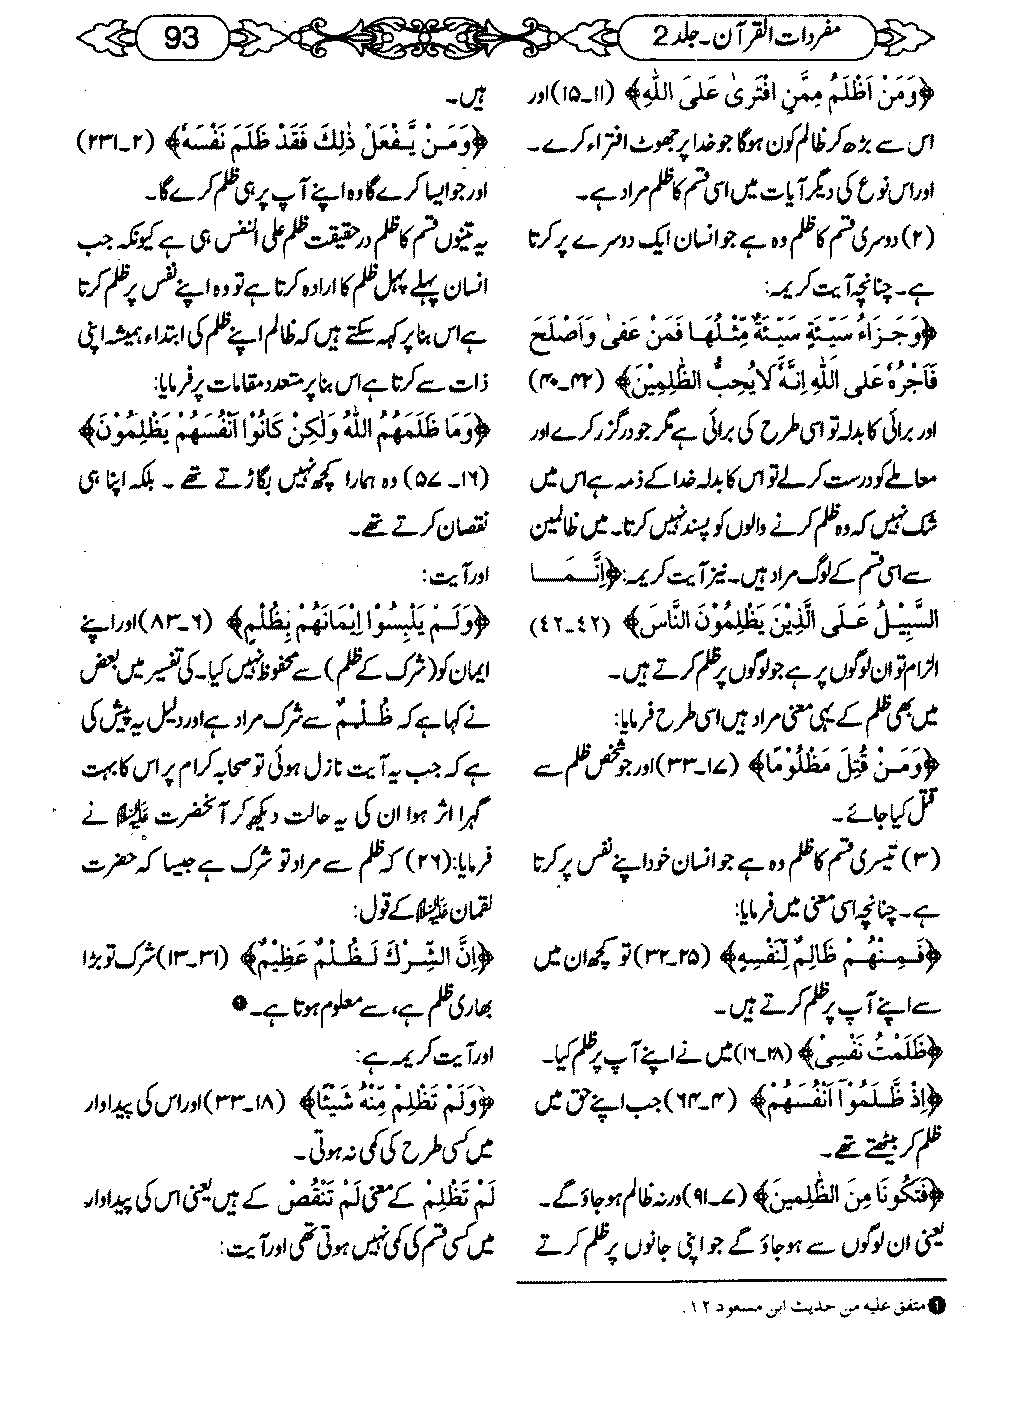 مفردات القرآن۔جلد 2
93
﴿وَمَنْ اَظْلَمُ مِمَّنِ افْتَرىٰ عَلَى اللّٰهِ﴾ (۱۱۔۱۵)اور
اس سے بڑھ کر ظالم کون ہوگا جو خدا پر جھوٹ افتراء کرے۔
اور اس نوع کی دیگر آیات میں اسی قسم کا ظلم مراد ہے۔
(۲) دوسری قسم کا ظلم وہ ہے جو انسان ایک دوسرے پر کرتا
ہے۔ چنانچہ آیت کریمہ:
﴿وَجَزَاءُ سَيِّئَةٍ سَيِّئَةٌ مِّثْلُهَا فَمَنْ عَفىٰ وَاَصْلَحَ
فَاَجْرُهُ عَلَى اللّٰهِ اِنَّهُ لَا يُحِبُّ الظّٰلِمِيْنَ﴾ (۴۲۔۴۰)
اور برائی کا بدلہ تو اسی طرح کی برائی ہے مگر جو درگزر کرے اور
معاملے کو درست کر لے تو اس کا بدلہ خدا کے ذمہ ہے اس میں
شک نہیں کہ وہ ظلم کرنے والوں کو پسند نہیں کرتا۔ میں ظالمین
سے اسی قسم کے لوگ مراد ہیں۔ نیز آیت کریمہ:﴿اِنَّمَا
السَّبِيْلُ عَلَى الَّذِيْنَ يَظْلِمُوْنَ النَّاسَ﴾ (۴۲۔۴۲)
الزام تو ان لوگوں پر ہے جو لوگوں پر ظلم کرتے ہیں۔
میں بھی ظلم کے یہی معنی مراد ہیں اسی طرح فرمایا:
﴿وَمَنْ قُتِلَ مَظْلُوْمًا﴾ (۱۷۔۳۳)اور جو شخص ظلم سے
قتل کیا جائے۔
(۳) تیسری قسم کا ظلم وہ ہے جو انسان خود اپنے نفس پر کرتا
ہے۔ چنانچہ اسی معنی میں فرمایا:
﴿فَمِنْهُمْ ظَالِمٌ لِّنَفْسِهٖ﴾ (۳۵۔۳۲) تو کچھ ان میں
سے اپنے آپ پر ظلم کرتے ہیں۔
﴿ظَلَمْتُ نَفْسِىْ﴾ (۲۸۔۱۶)میں نے اپنے آپ پر ظلم کیا۔
﴿اِذْ ظَّلَمُوْا اَنْفُسَهُمْ﴾ (۴۔۶۴)جب اپنے حق میں
ظلم کر بیٹھتے تھے۔
﴿فَتَكُوْنَا مِنَ الظّٰلِمِينَ﴾ (۷۔۹۱)ورنہ ظالم ہو جاؤ گے۔
یعنی ان لوگوں سے ہو جاؤ گے جو اپنی جانوں پر ظلم کرتے
ہیں۔
﴿وَمَنْ يَّفْعَلْ ذٰلِكَ فَقَدْ ظَلَمَ نَفْسَهٗ﴾ (۲۔۲۳۱)
اور جو ایسا کرے گا وہ اپنے آپ پر ہی ظلم کرے گا۔
یہ تینوں قسم کا ظلم درحقیقت ظلم علی النفس ہی ہے کیونکہ جب
انسان پہلے پہل ظلم کا ارادہ کرتا ہے تو وہ اپنے نفس پر ظلم کرتا
ہے اس بنا پر کہہ سکتے ہیں کہ ظالم اپنے ظلم کی ابتداء ہمیشہ اپنی
ذات سے کرتا ہے اس بنا پر متعدد مقامات پر فرمایا:
﴿وَمَا ظَلَمَهُمُ اللّٰهُ وَلٰكِنْ كَانُوْا اَنْفُسَهُمْ يَظْلِمُوْنَ﴾
(۱۶۔۵۷) وہ ہمارا کچھ نہیں بگاڑتے تھے ۔ بلکہ اپنا ہی
نقصان کرتے تھے۔
اور آیت:
﴿وَلَمْ يَلْبِسُوْا اِيْمَانَهُمْ بِظُلْمٍ﴾ (۶۔۸۳)اور اپنے
ایمان کو (شرک کے ظلم) سے محفوظ نہیں کیا۔ کی تفسیر میں بعض
نے کہا ہے کہ ظُلْمٌ سے شرک مراد ہے اور دلیل یہ پیش کی
ہے کہ جب یہ آیت نازل ہوئی تو صحابہ کرام پر اس کا بہت
گہرا اثر ہوا ان کی یہ حالت دیکھ کر آنحضرت ﷺ نے
فرمایا:(۲۶) کہ ظلم سے مراد تو شرک ہے جیسا کہ حضرت
لقمان علیہ السلام کے قول:
﴿اِنَّ الشِّرْكَ لَظُلْمٌ عَظِيْمٌ﴾ (۳۱۔۱۳)شرک تو بڑا
بھاری ظلم ہے، سے معلوم ہوتا ہے۔❶
اور آیت کریمہ ہے:
﴿وَلَمْ تَظْلِمْ مِنْهُ شَيْئًا﴾ (۱۸۔۳۳)اور اس کی پیداوار
میں کسی طرح کی کمی نہ ہوتی۔
لَمْ تَظْلِمْ کے معنی لَمْ تَنْقُصْ کے ہیں یعنی اس کی پیداوار
میں کسی قسم کی کمی نہیں ہوتی تھی اور آیت:
❶ متفق عليه من حديث ابن مسعود ۱۲.